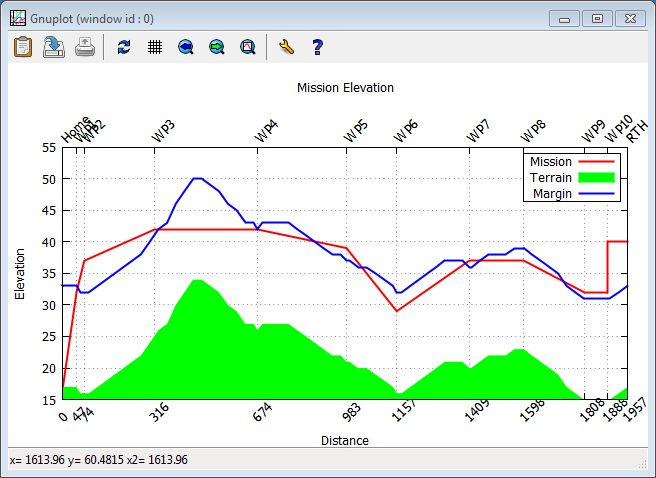 Gnuplot (window id : 0)
Mission Elevation
Home WP1 WP2 WP3 WP4 WP5 WP6 WP7 WP8 WP9 WP10 RTH
55
50
45
40
35
30
25
20
15
Mission
Terrain
Margin
Elevation
0 47 74 316 674 983 1157 1409 1598 1808 1888 1957
Distance
x= 1613.96 y= 60.4815 x2= 1613.96